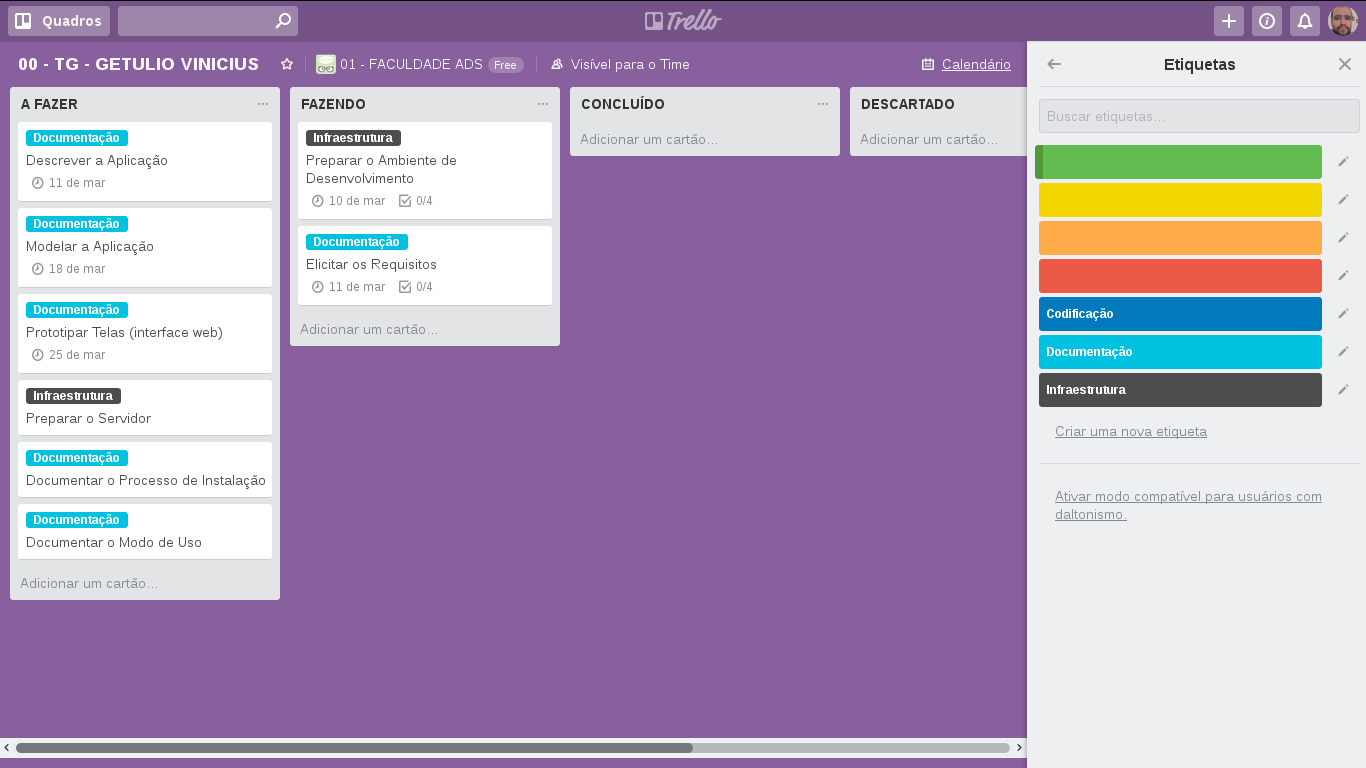 Quadros
Trello
00 - TG - GETULIO VINICIUS
01 - FACULDADE ADS
Free
Visível para o Time
Calendário
A FAZER
Documentação
Descrever a Aplicação
11 de mar
Documentação
Modelar a Aplicação
18 de mar
Documentação
Prototipar Telas (interface web)
25 de mar
Infraestrutura
Preparar o Servidor
Documentação
Documentar o Processo de Instalação
Documentação
Documentar o Modo de Uso
Adicionar um cartão...
FAZENDO
Infraestrutura
Preparar o Ambiente de
Desenvolvimento
10 de mar 0/4
Documentação
Elicitar os Requisitos
11 de mar 0/4
Adicionar um cartão...
CONCLUÍDO
Adicionar um cartão...
DESCARTADO
Adicionar um cartão...
Etiquetas
Buscar etiquetas...
Codificação
Documentação
Infraestrutura
Criar uma nova etiqueta
Ativar modo compatível para usuários com
daltonismo.